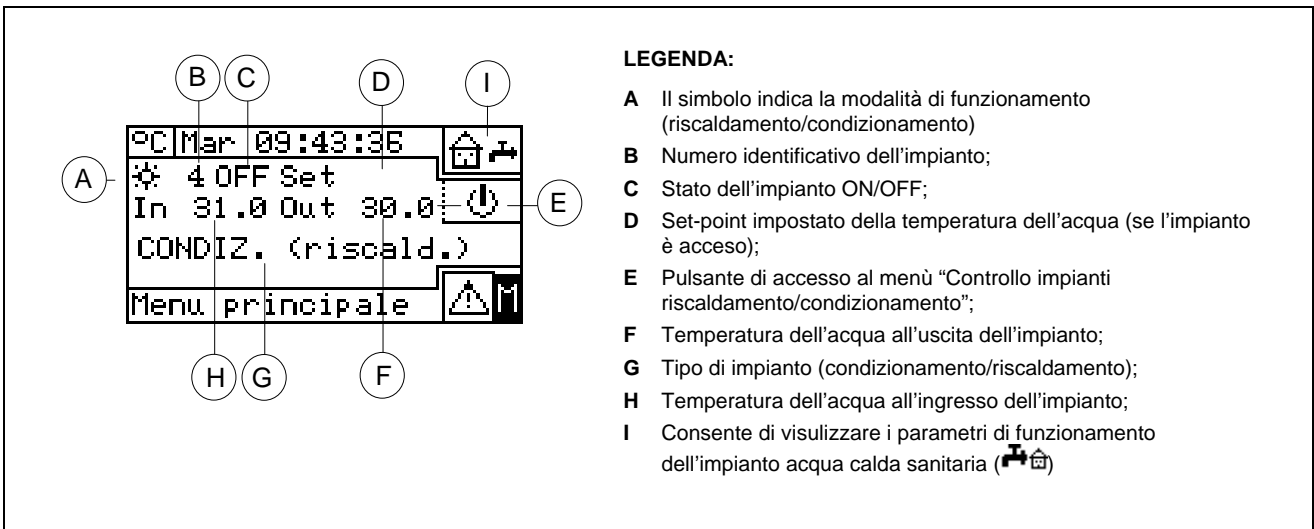 B C D I
ºC Mar 09:43:36
A
4 OFF Set
In 31.0 Out 30.0
E
CONDIZ. (riscald.)
Menu principale M
H G F
LEGENDA:
A Il simbolo indica la modalità di funzionamento
(riscaldamento/condizionamento)
B Numero identificativo dell'impianto;
C Stato dell'impianto ON/OFF;
D Set-point impostato della temperatura dell'acqua (se l'impianto
è acceso);
E Pulsante di accesso al menù “Controllo impianti
riscaldamento/condizionamento”;
F Temperatura dell'acqua all'uscita dell'impianto;
G Tipo di impianto (condizionamento/riscaldamento);
H Temperatura dell'acqua all'ingresso dell'impianto;
I Consente di visulizzare i parametri di funzionamento
dell'impianto acqua calda sanitaria ( )